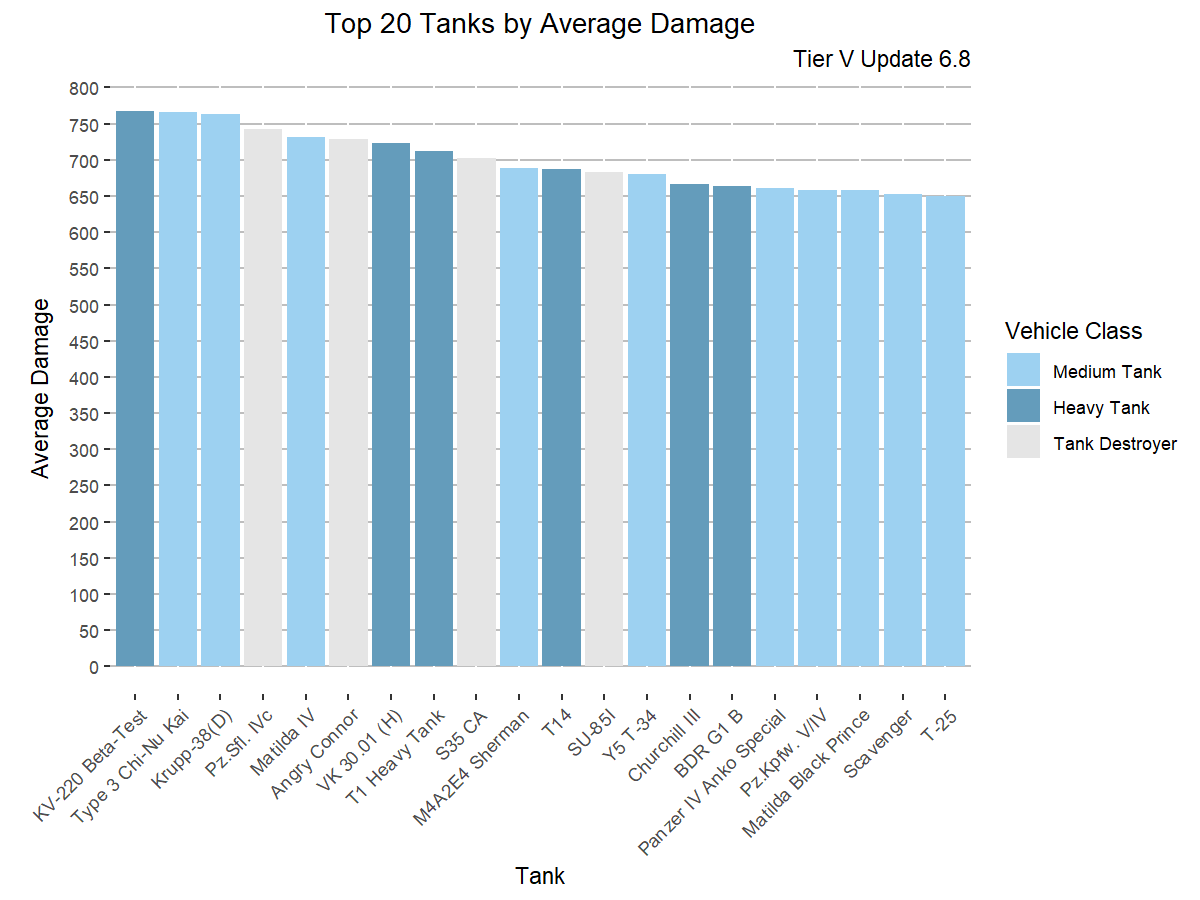 Top 20 Tanks by Average Damage
Tier V Update 6.8
Average Damage
800
750
700
650
600
550
500
450
400
350
300
250
200
150
100
50
0
KV-220 Beta-Test
Type 3 Chi-Nu Kai
Krupp-38(D)
Pz.Sfl. IVc
Matilda IV
Angry Connor
VK 30.01 (H)
T1 Heavy Tank
S35 CA
M4A2E4 Sherman
T14
SU-85I
Y5 T-34
Churchill III
BDR G1 B
Panzer IV Anko Special
Pz.Kpfw. V/IV
Matilda Black Prince
Scavenger
T-25
Tank
Vehicle Class
Medium Tank
Heavy Tank
Tank Destroyer